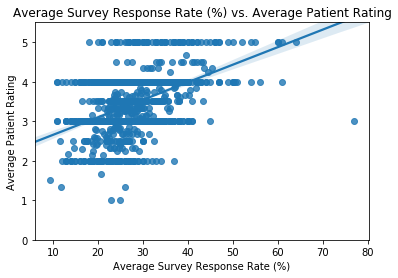 Average Survey Response Rate (%) vs. Average Patient Rating
Average Patient Rating
5
4
3
2
1
0
10 20 30 40 50 60 70 80
Average Survey Response Rate (%)